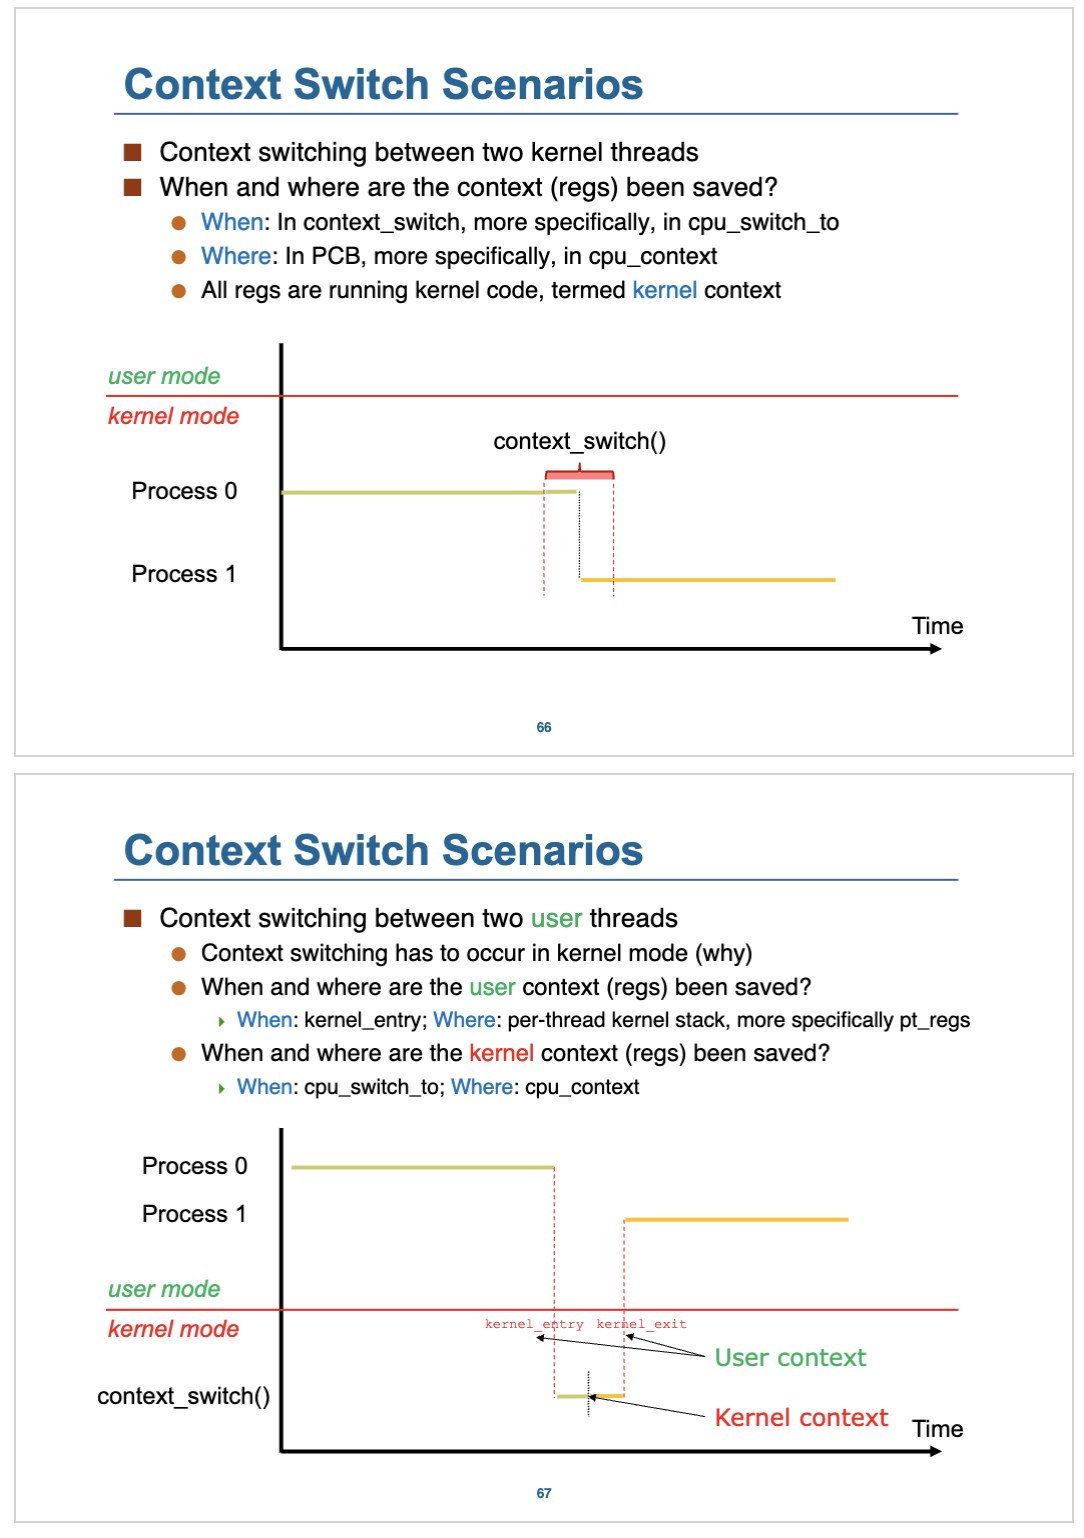 Context Switch Scenarios
Context switching between two kernel threads
When and where are the context (regs) been saved?
When: In context_switch, more specifically, in cpu_switch_to
Where: In PCB, more specifically, in cpu_context
All regs are running kernel code, termed kernel context
user mode
kernel mode
context_switch()
Process 0
Process 1
Time
66
Context Switch Scenarios
Context switching between two user threads
Context switching has to occur in kernel mode (why)
When and where are the user context (regs) been saved?
When: kernel_entry; Where: per-thread kernel stack, more specifically pt_regs
When and where are the kernel context (regs) been saved?
When: cpu_switch_to; Where: cpu_context
Process 0
Process 1
user mode
kernel mode
kernel_entry kernel_exit
User context
context_switch()
Kernel context
Time
67